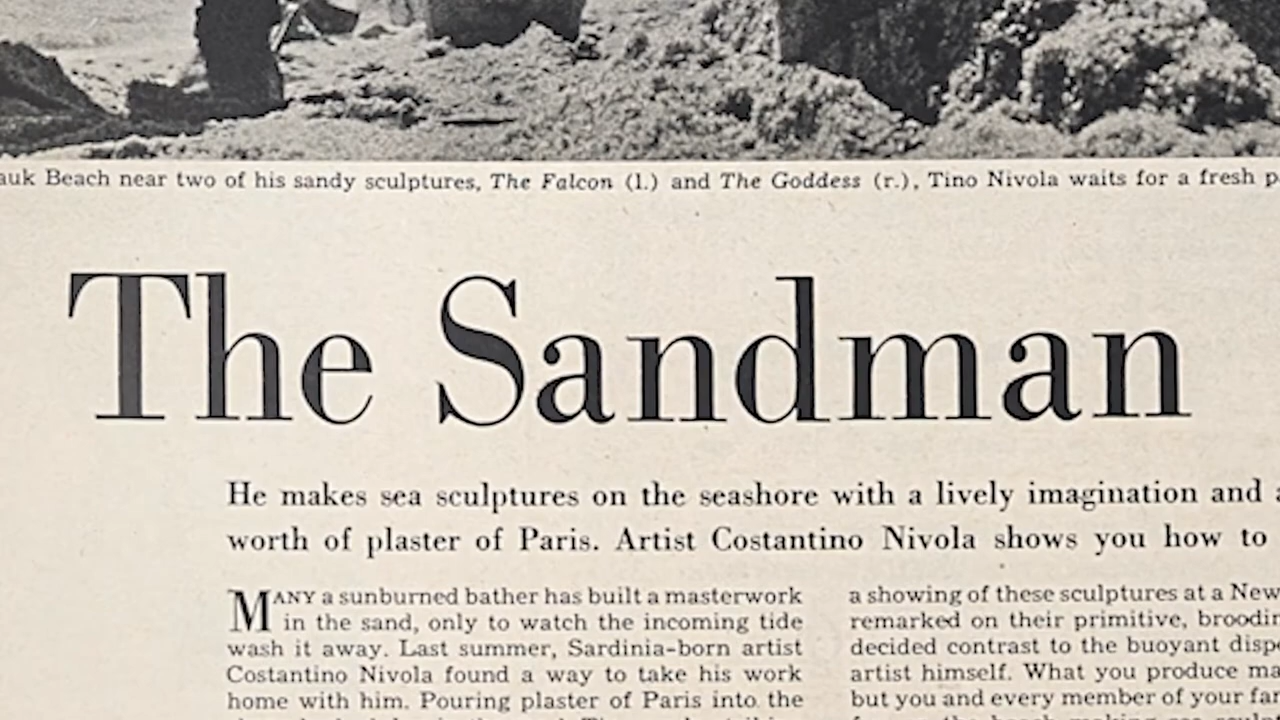 Beach near two of his sandy sculptures, The Falcon (l.) and The Goddess (r.), Tino Nivola waits for a fresh
The Sandman
He makes sea sculptures on the seashore with a lively imagination and
worth of plaster of Paris. Artist Costantino Nivola shows you how to
MANY a sunburned bather has built a masterwork
in the sand, only to watch the incoming tide
wash it away. Last summer, Sardinia-born artist
Costantino Nivola found a way to take his work
home with him. Pouring plaster of Paris into the
a showing of these sculptures at a New
remarked on their primitive,
decided contrast to the buoyant
artist himself. What you produce
but you and every member of your